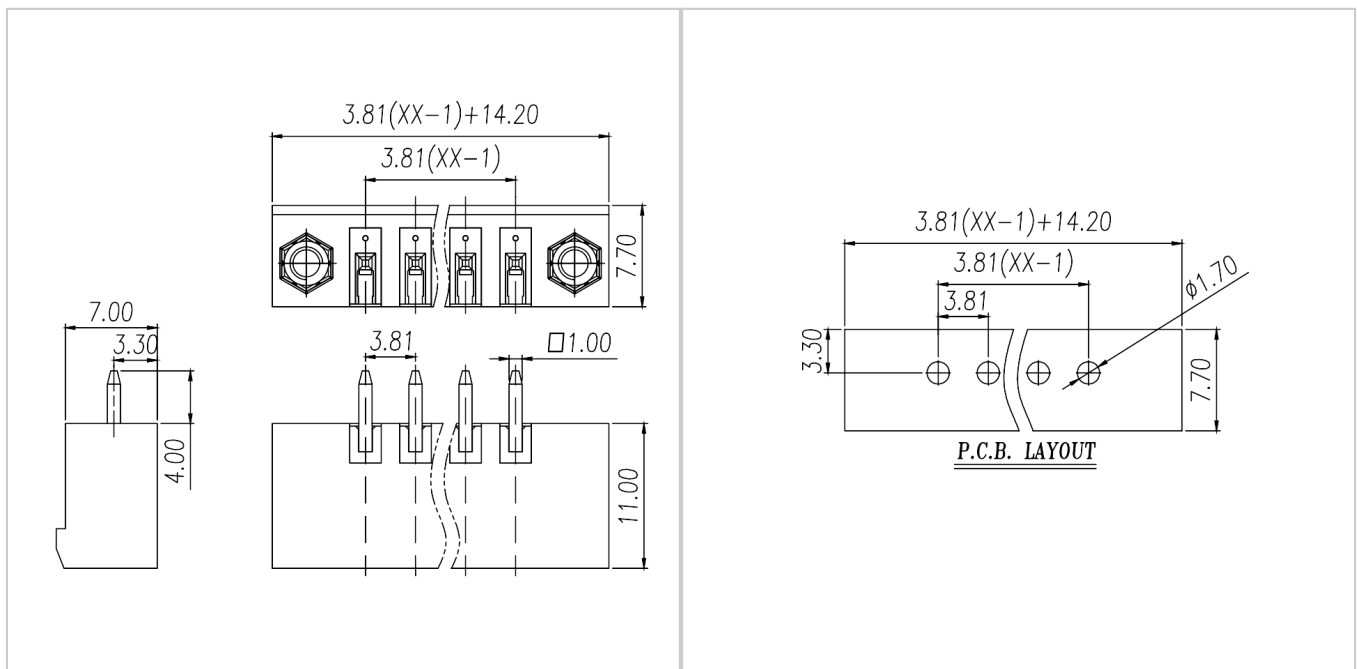 3.81(XX-1)+14.20
3.81(XX-1)
7.70
7.00
3.30
3.81
□1.00
4.00
11.00
3.81(XX-1)+14.20
3.81(XX-1)
3.81
ø1.70
3.30
7.70
P.C.B. LAYOUT